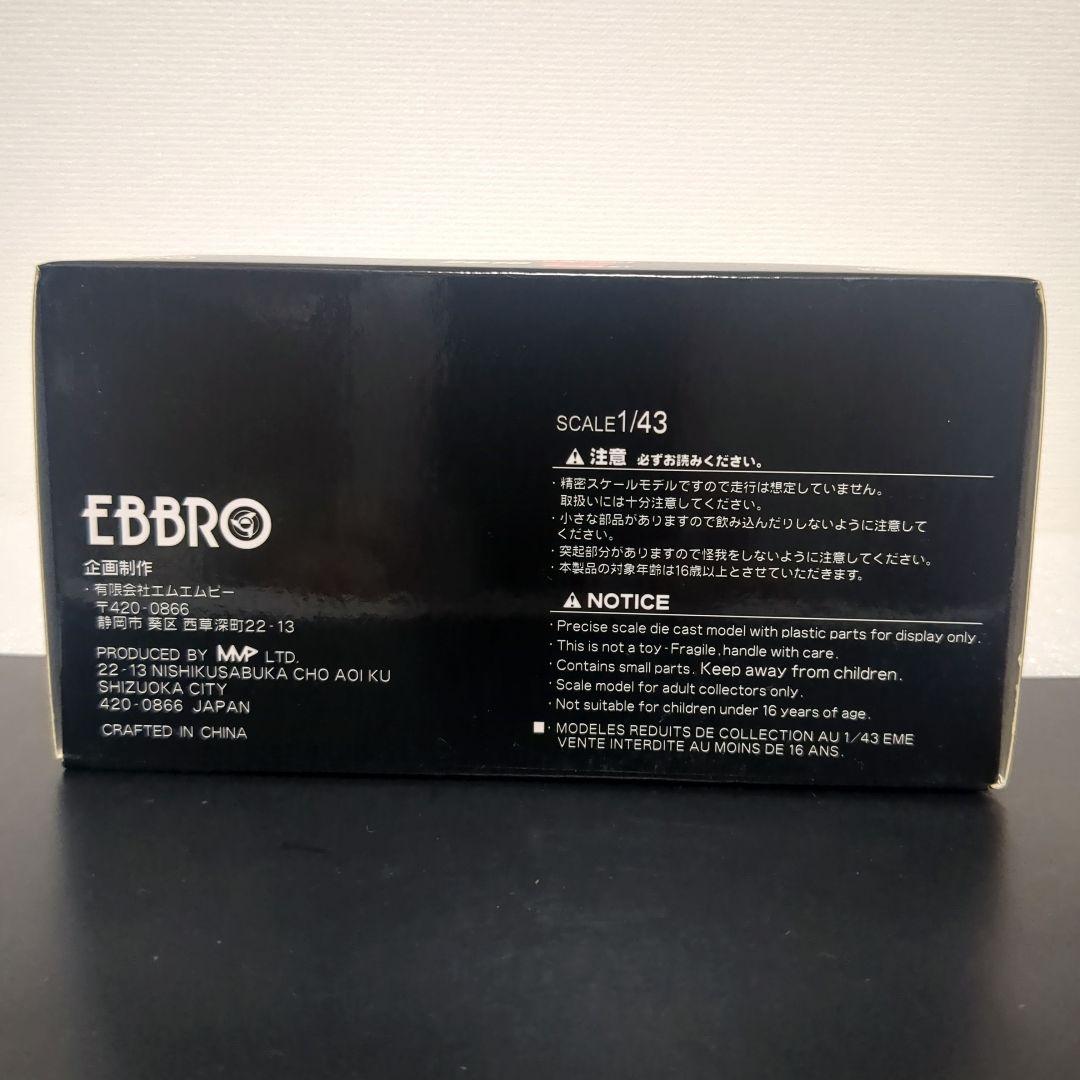 EBBRO
企画制作
・有限会社エムエムピー
〒420-0866
静岡市 葵区 西草深町22-13
PRODUCED BY MMP LTD.
22-13 NISHIKUSABUKA CHO AOI KU
SHIZUOKA CITY
420-0866 JAPAN
CRAFTED IN CHINA
SCALE1/43
⚠ 注意 必ずお読みください。
・精密スケールモデルですので走行は想定していません。
取扱いには十分注意してください。
・小さな部品がありますので飲み込んだりしないように注意して
ください。
・突起部分がありますので怪我をしないように注意してください。
・本製品の対象年齢は16歳以上とさせていただきます。
⚠ NOTICE
・Precise scale die cast model with plastic parts for display only.
・This is not a toy - Fragile, handle with care.
・Contains small parts. Keep away from children.
・Scale model for adult collectors only.
・Not suitable for children under 16 years of age.
■・MODELES REDUITS DE COLLECTION AU 1/43 EME
VENTE INTERDITE AU MOINS DE 16 ANS.